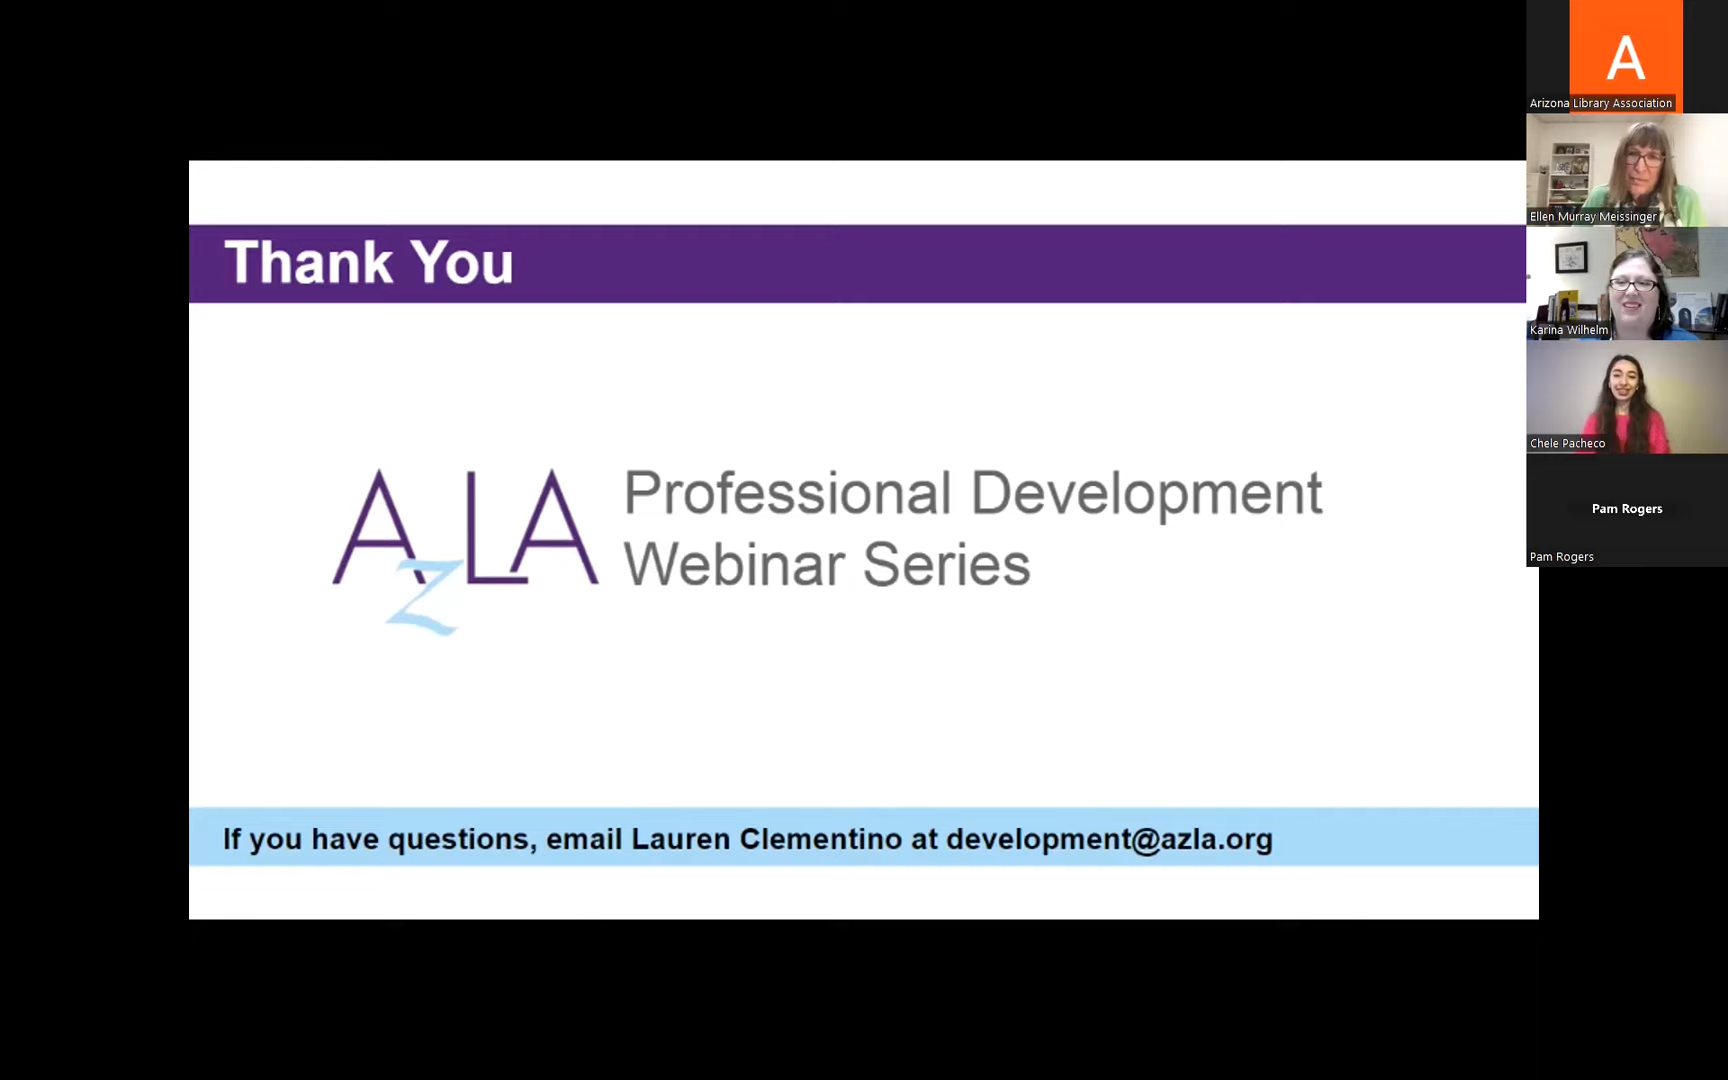 Thank You
AzLA
Professional Development
Webinar Series
If you have questions, email Lauren Clementino at development@azla.org
A
Arizona Library Association
Ellen Murray Meissinger
Karina Wilhelm
Chele Pacheco
Pam Rogers
Pam Rogers